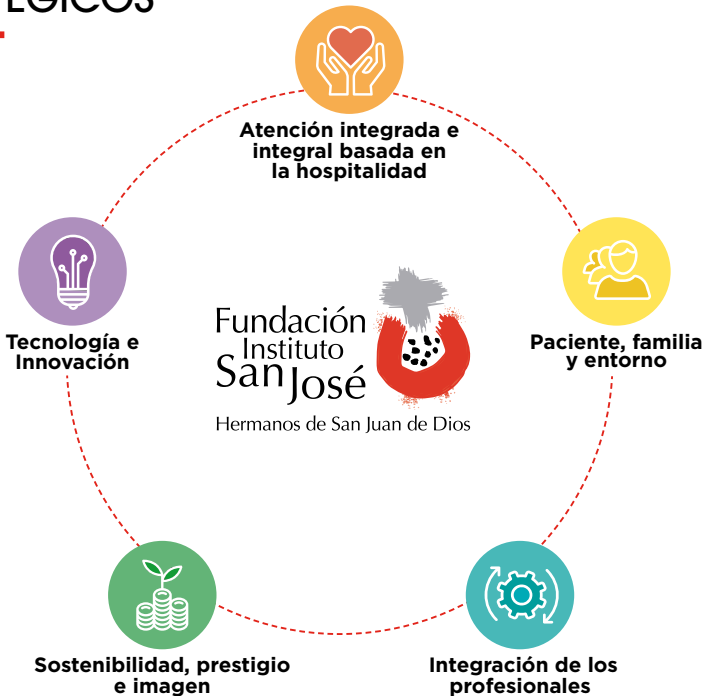 ÉGICOS
Atención integrada e
integral basada en
la hospitalidad
Tecnología e
Innovación
Paciente, familia
y entorno
Fundación
Instituto
San José
Hermanos de San Juan de Dios
Sostenibilidad, prestigio
e imagen
Integración de los
profesionales